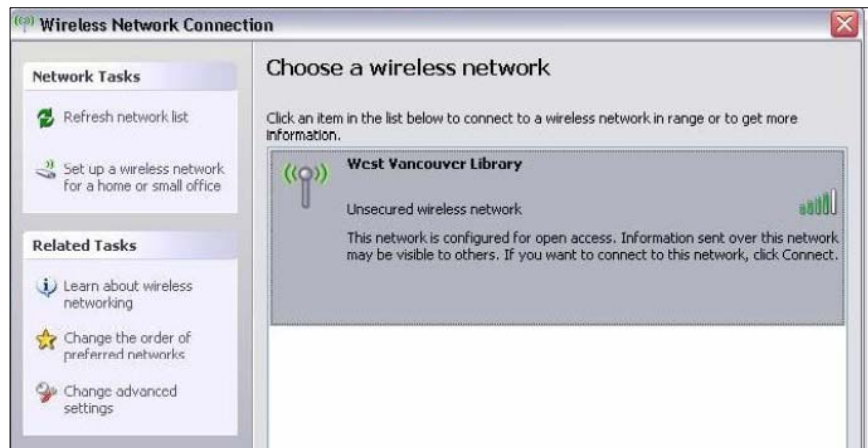 Wireless Network Connection
Network Tasks
Refresh network list
Set up a wireless network
for a home or small office
Related Tasks
Learn about wireless
networking
Change the order of
preferred networks
Change advanced
settings
Choose a wireless network
Click an item in the list below to connect to a wireless network in range or to get more
information.
West Vancouver Library
Unsecured wireless network
This network is configured for open access. Information sent over this network
may be visible to others. If you want to connect to this network, click Connect.